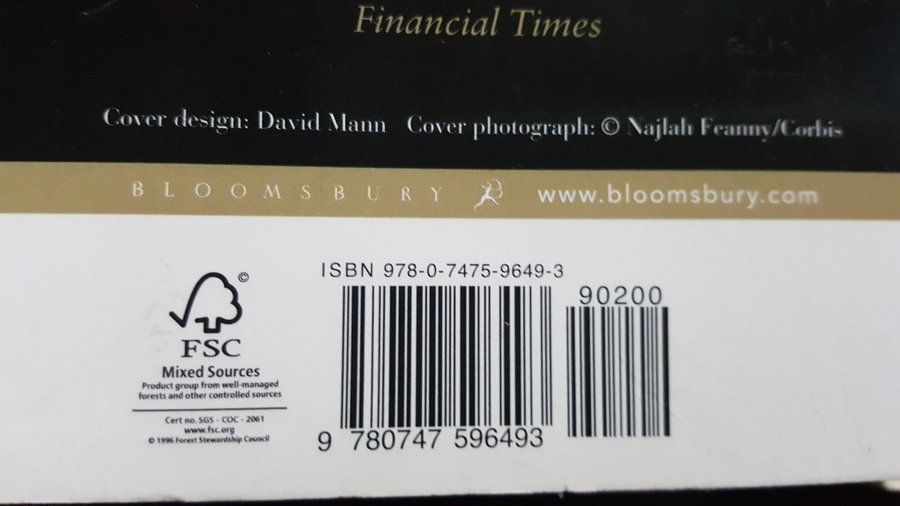 Financial Times
Cover design: David Mann Cover photograph: © Najlah Feanny/Corbis
BLOOMSBURY www.bloomsbury.com
ISBN 978-0-7475-9649-3
90200
©
FSC
Mixed Sources
Product group from well-managed
forests and other controlled sources
Cert no. SGS - COC - 2061
www.fsc.org
© 1996 Forest Stewardship Council
9 780747 596493